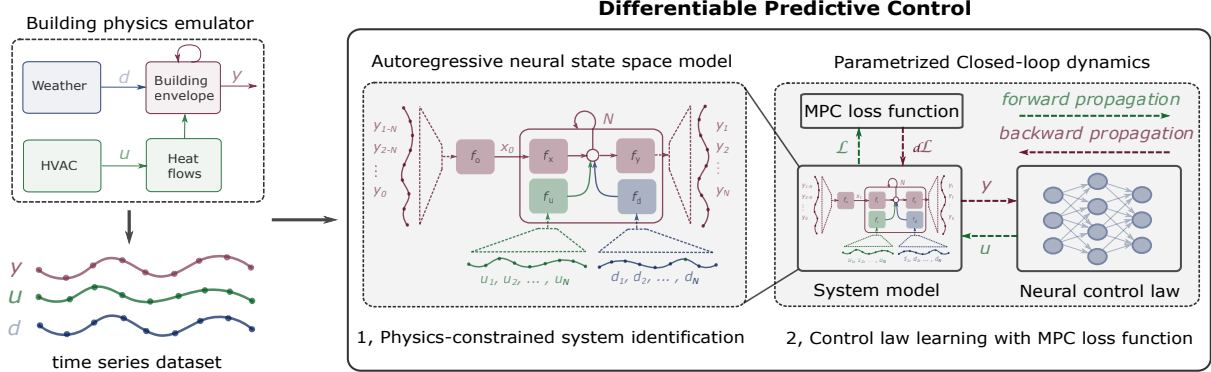 Differentiable Predictive Control
Building physics emulator
Weather
d
Building
envelope
y
HVAC
u
Heat
flows
y
u
d
time series dataset
Autoregressive neural state space model
y1-N
y2-N
⋮
y0
fo
x0
fx
N
fy
fu
fd
y1
y2
⋮
yN
u1, u2, ... , uN
d1, d2, ... , dN
1, Physics-constrained system identification
Parametrized Closed-loop dynamics
MPC loss function
forward propagation
backward propagation
ℒ
dℒ
y
u
System model
Neural control law
2, Control law learning with MPC loss function